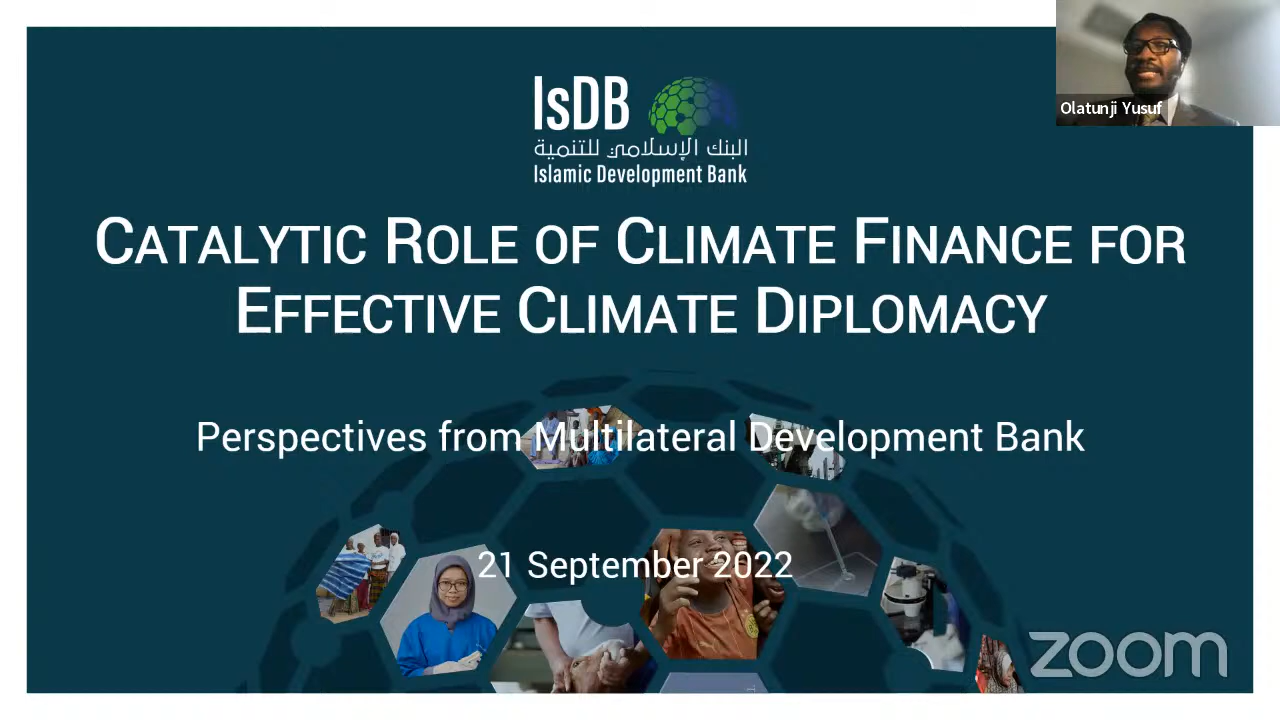 Olatunji Yusuf
IsDB
البنك الإسلامي للتنمية
Islamic Development Bank
CATALYTIC ROLE OF CLIMATE FINANCE FOR
EFFECTIVE CLIMATE DIPLOMACY
Perspectives from Multilateral Development Bank
21 September 2022
zoom